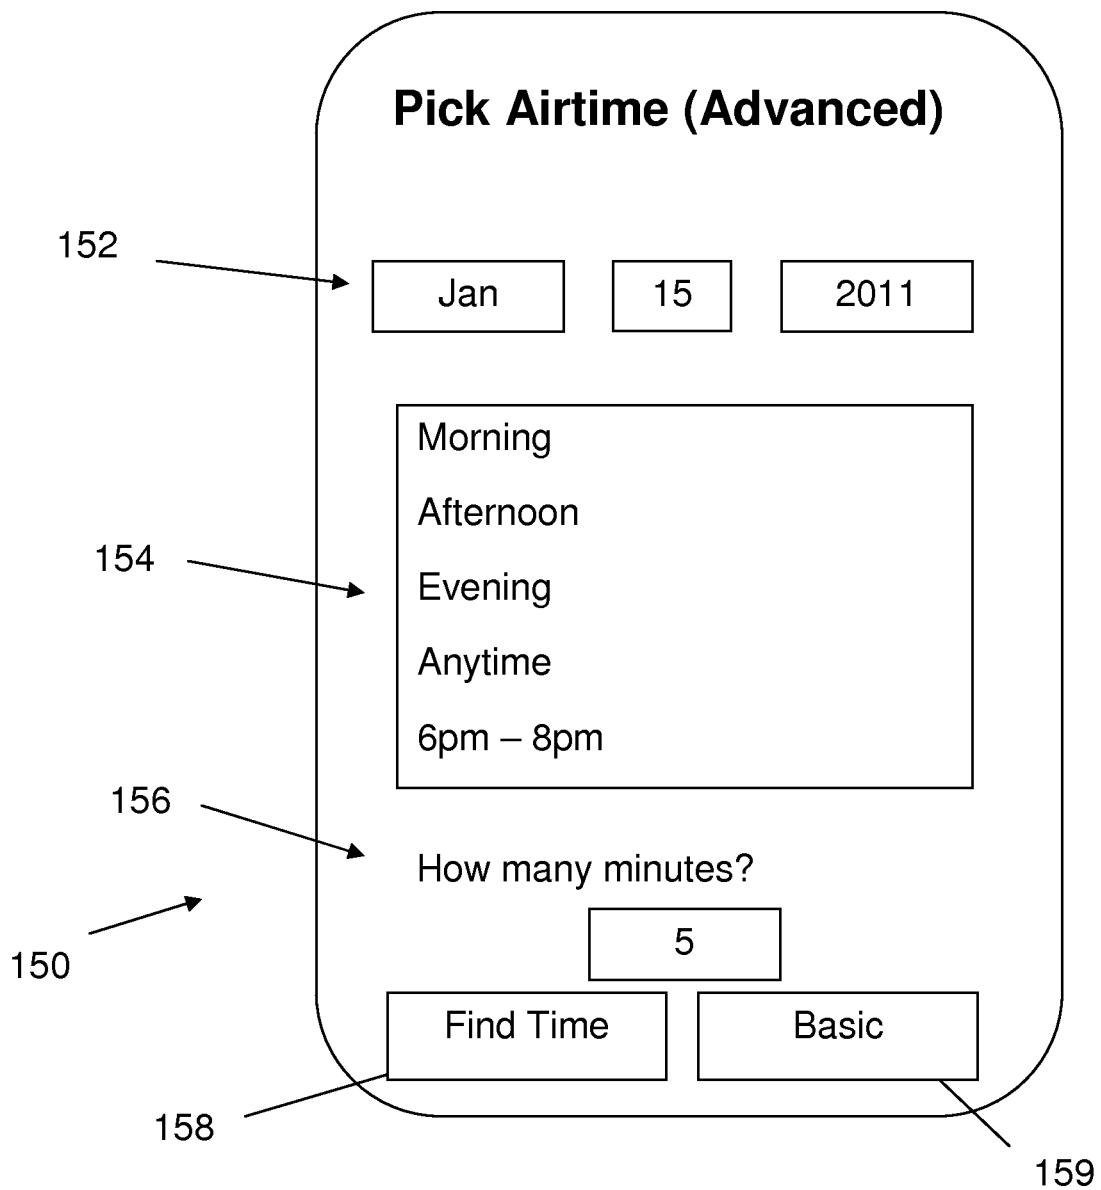 Pick Airtime (Advanced)
152
Jan 15 2011
Morning
Afternoon
154
Evening
Anytime
6pm – 8pm
156
How many minutes?
5
150
Find Time Basic
158
159